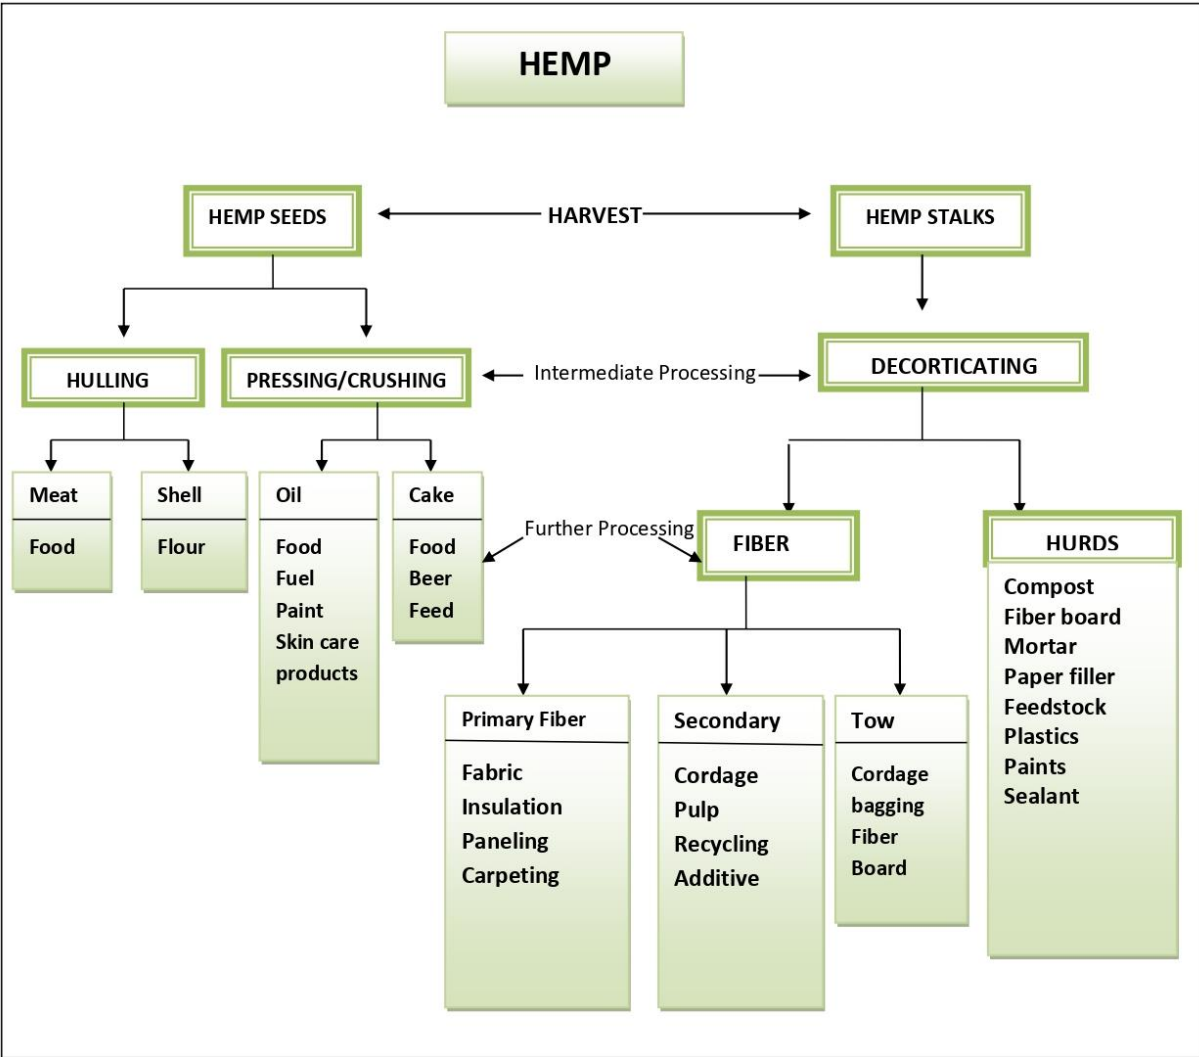 HEMP
HEMP SEEDS
HARVEST
HEMP STALKS
HULLING
PRESSING/CRUSHING
Intermediate Processing
DECORTICATING
Meat
Food
Shell
Flour
Oil
Food
Fuel
Paint
Skin care
products
Cake
Food
Beer
Feed
Further Processing
FIBER
HURDS
Compost
Fiber board
Mortar
Paper filler
Feedstock
Plastics
Paints
Sealant
Primary Fiber
Fabric
Insulation
Paneling
Carpeting
Secondary
Cordage
Pulp
Recycling
Additive
Tow
Cordage
bagging
Fiber
Board